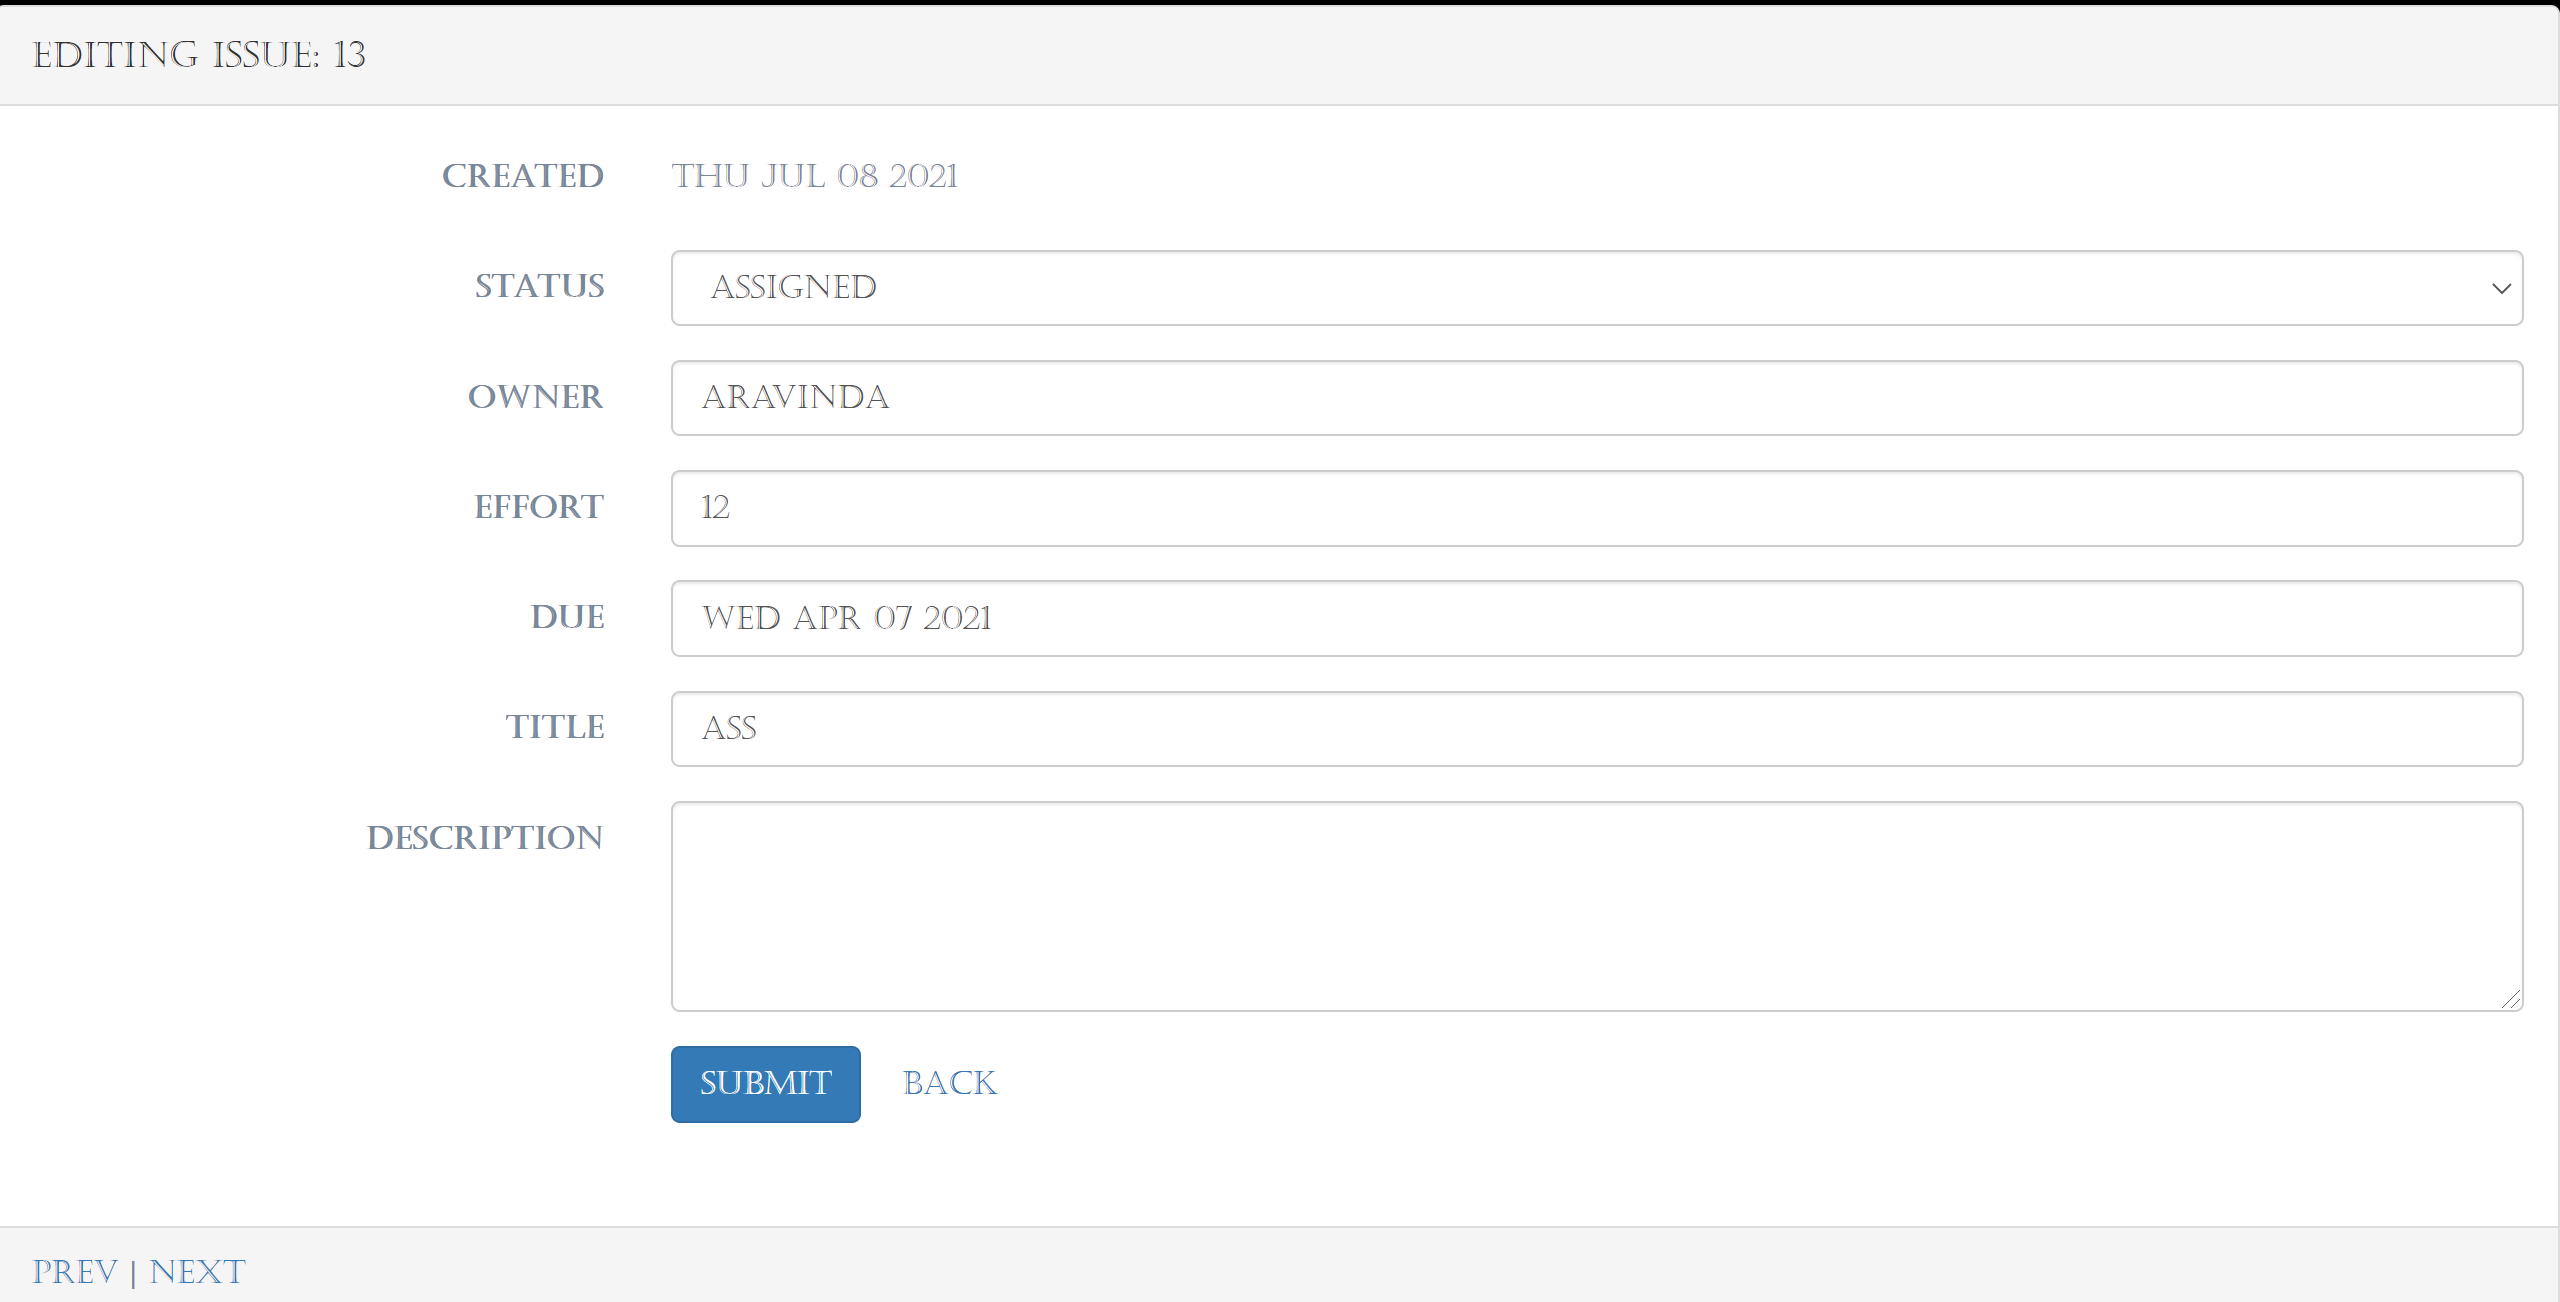 EDITING ISSUE: 13
CREATED THU JUL 08 2021
STATUS ASSIGNED
OWNER ARAVINDA
EFFORT 12
DUE WED APR 07 2021
TITLE ASS
DESCRIPTION
SUBMIT BACK
PREV | NEXT